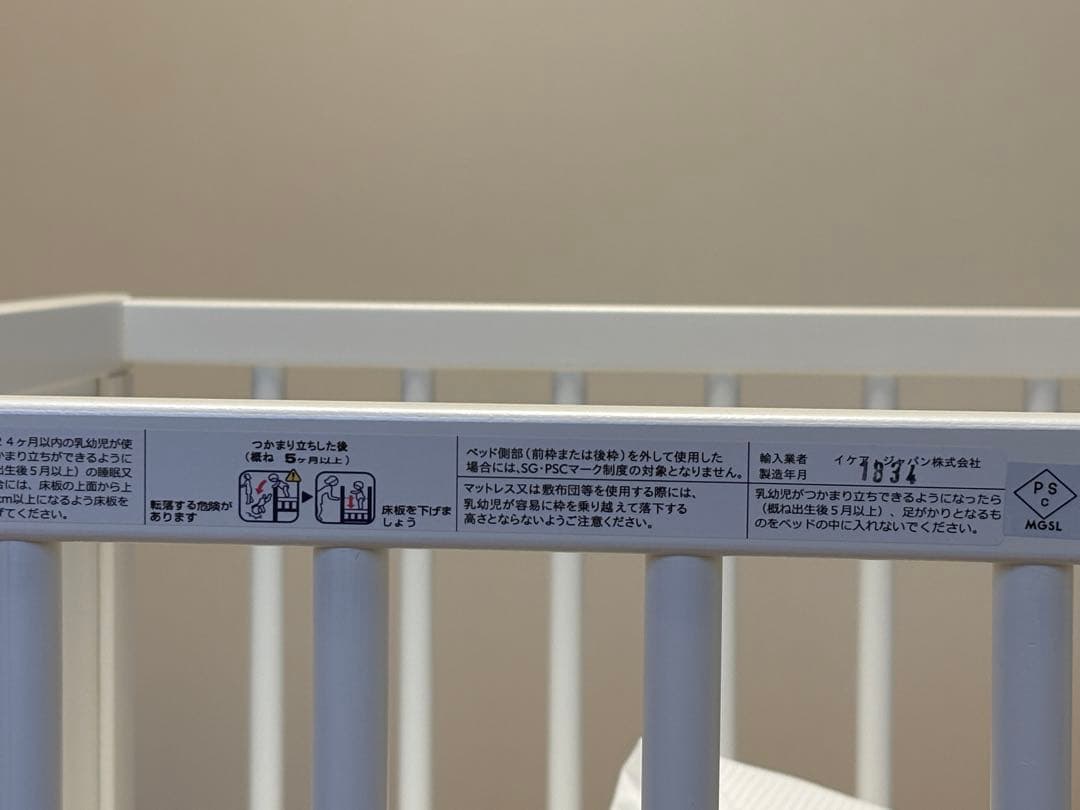 ２４ヶ月以内の乳幼児が使
かまり立ちができるように
出生後５月以上）の睡眠又
合には、床板の上面から上
cm以上になるよう床板を
げてください。
つかまり立ちした後
（概ね ５ヶ月以上）
転落する危険が
あります
床板を下げま
しょう
ベッド側部（前枠または後枠）を外して使用した
場合には、SG・PSCマーク制度の対象となりません。
マットレス又は敷布団等を使用する際には、
乳幼児が容易に枠を乗り越えて落下する
高さとならないようご注意ください。
輸入業者 イケア・ジャパン株式会社
製造年月 1834
乳幼児がつかまり立ちできるようになったら
（概ね出生後５月以上）、足がかりとなるも
のをベッドの中に入れないでください。
PS
C
MGSL